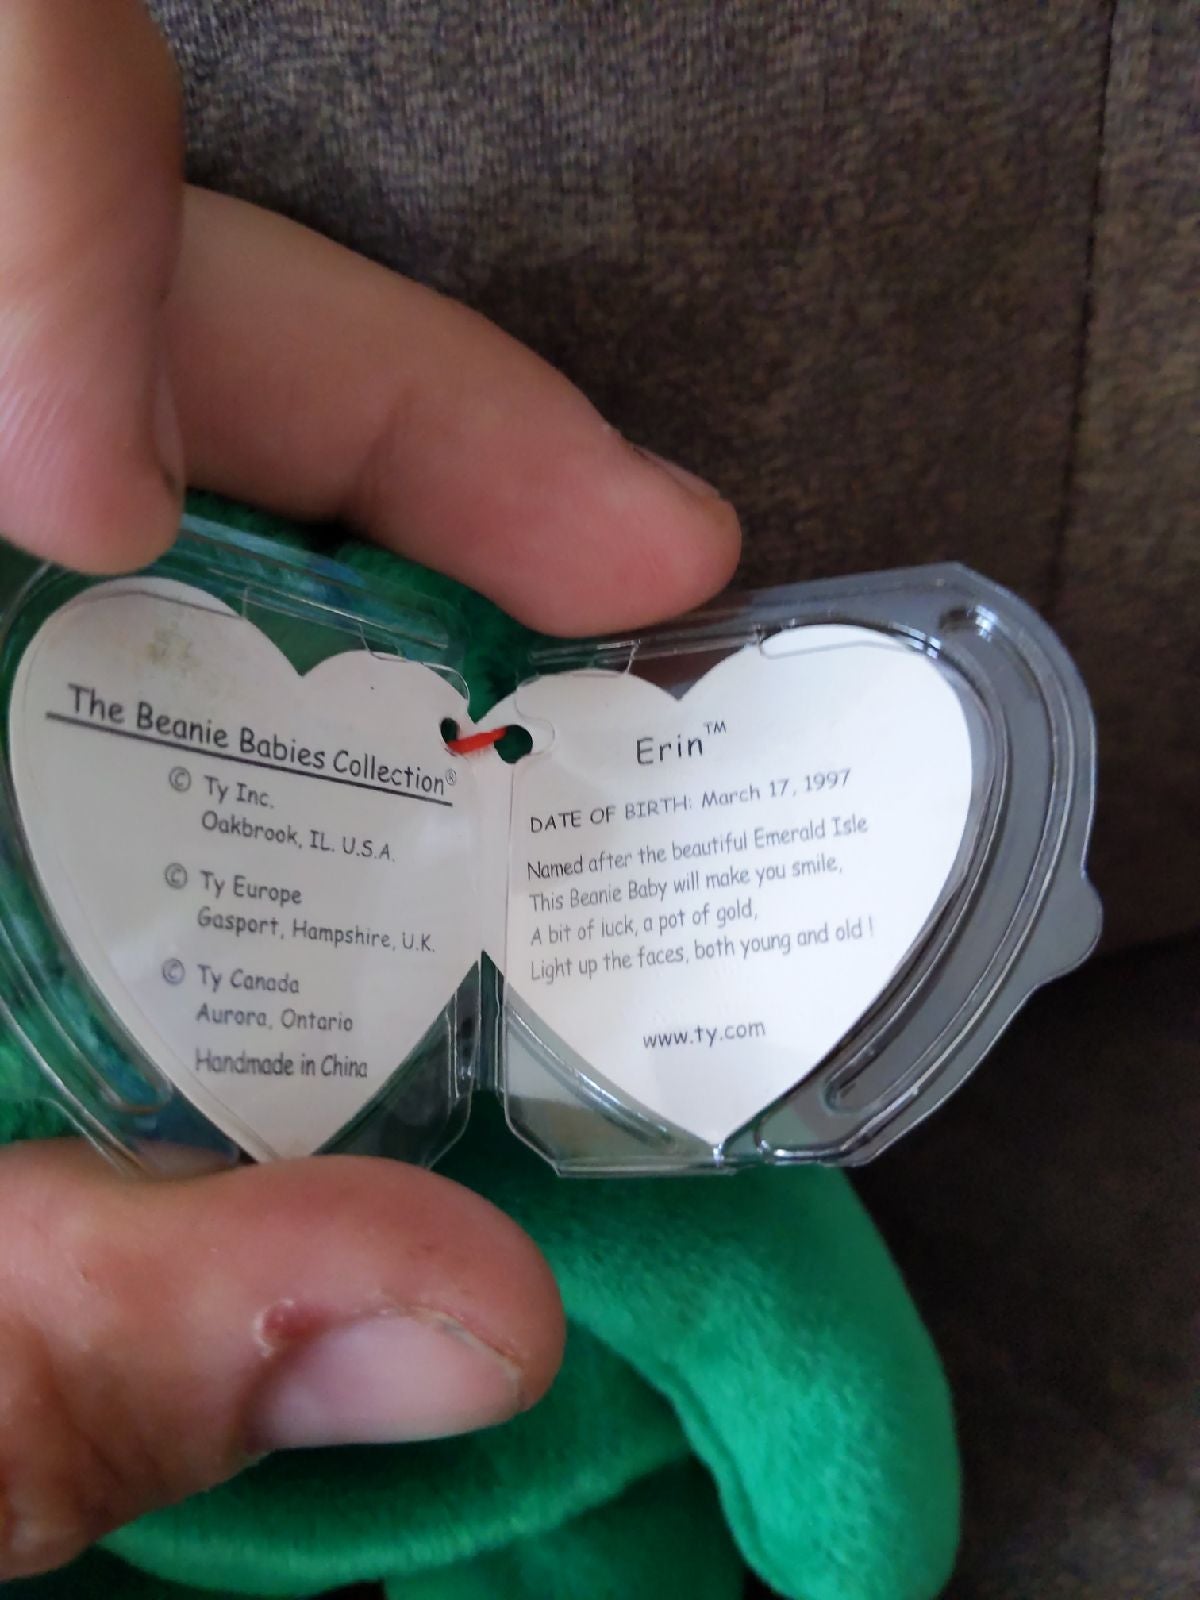 The Beanie Babies Collection®
© Ty Inc.
Oakbrook, IL. U.S.A.
© Ty Europe
Gasport, Hampshire, U.K.
© Ty Canada
Aurora, Ontario
Handmade in China
Erin™
DATE OF BIRTH: March 17, 1997
Named after the beautiful Emerald Isle
This Beanie Baby will make you smile,
A bit of luck, a pot of gold,
Light up the faces, both young and old !
www.ty.com